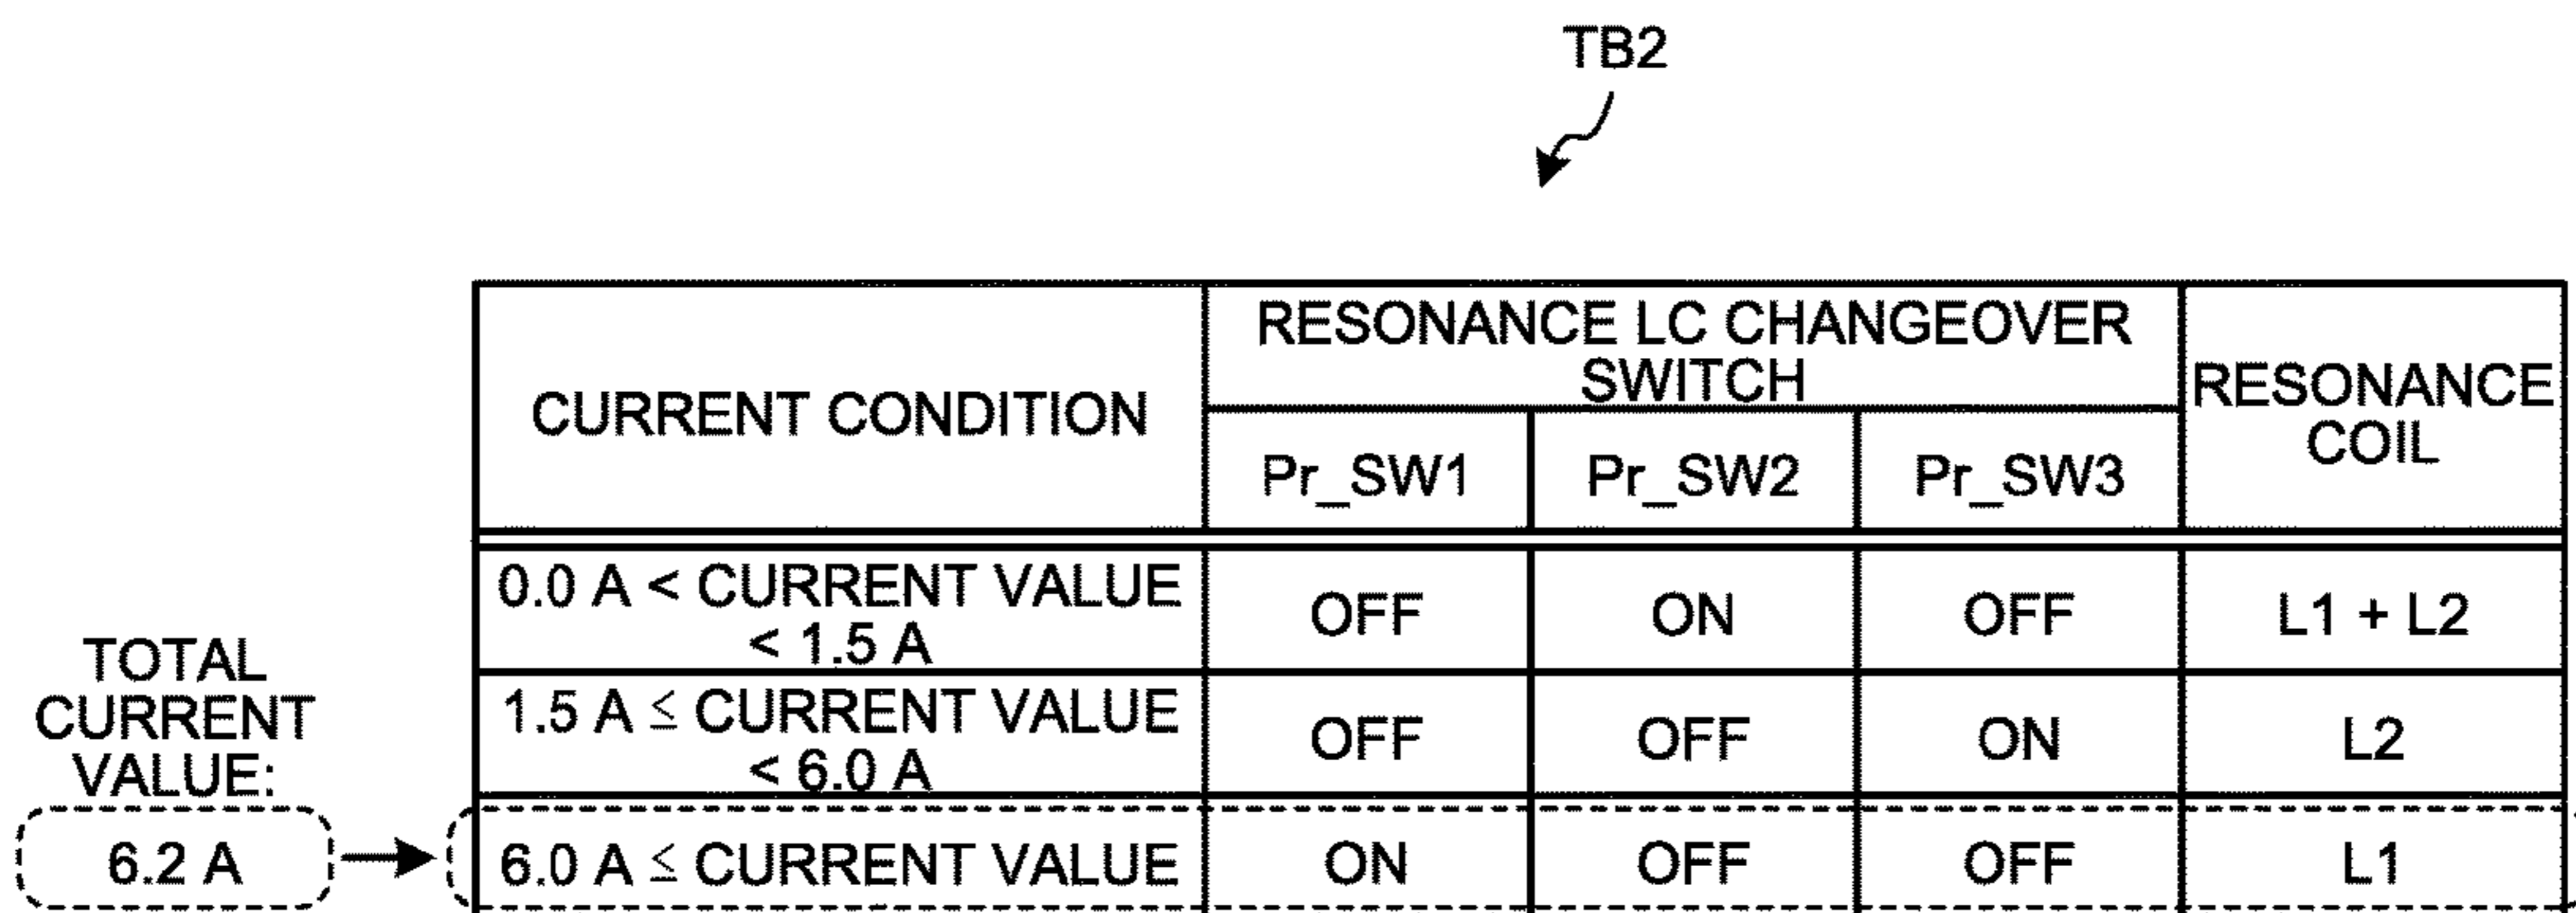 TB2
RESONANCE LC CHANGEOVER
SWITCH
CURRENT CONDITION
RESONANCE
COIL
Pr_SW1 Pr_SW2 Pr_SW3
0.0 A < CURRENT VALUE
< 1.5 A
OFF ON OFF L1 + L2
1.5 A ≤ CURRENT VALUE
< 6.0 A
OFF OFF ON L2
TOTAL
CURRENT
VALUE:
6.2 A
6.0 A ≤ CURRENT VALUE ON OFF OFF L1